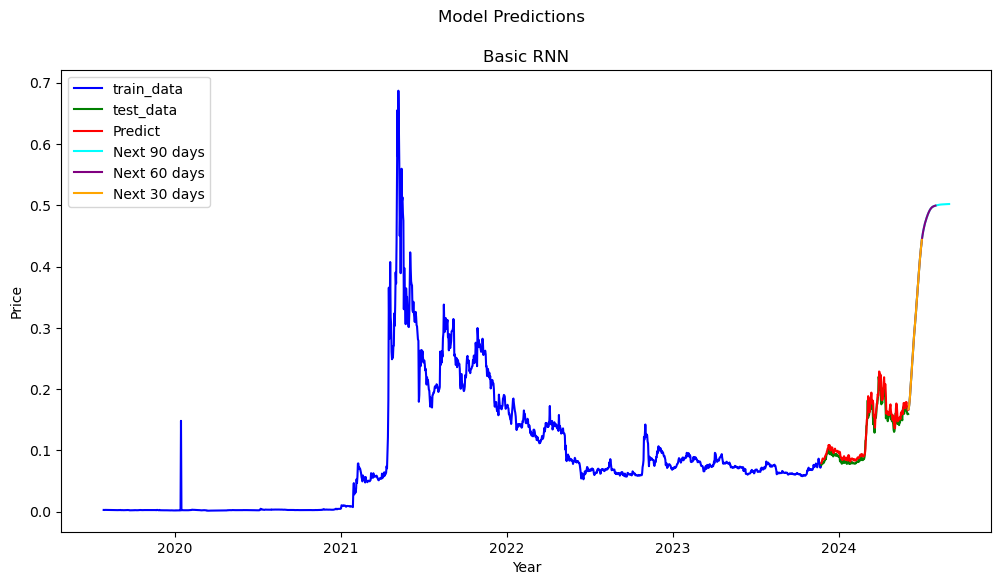 Model Predictions
Basic RNN
train_data
test_data
Predict
Next 90 days
Next 60 days
Next 30 days
0.7
0.6
0.5
0.4
0.3
0.2
0.1
0.0
Price
2020
2021
2022
2023
2024
Year